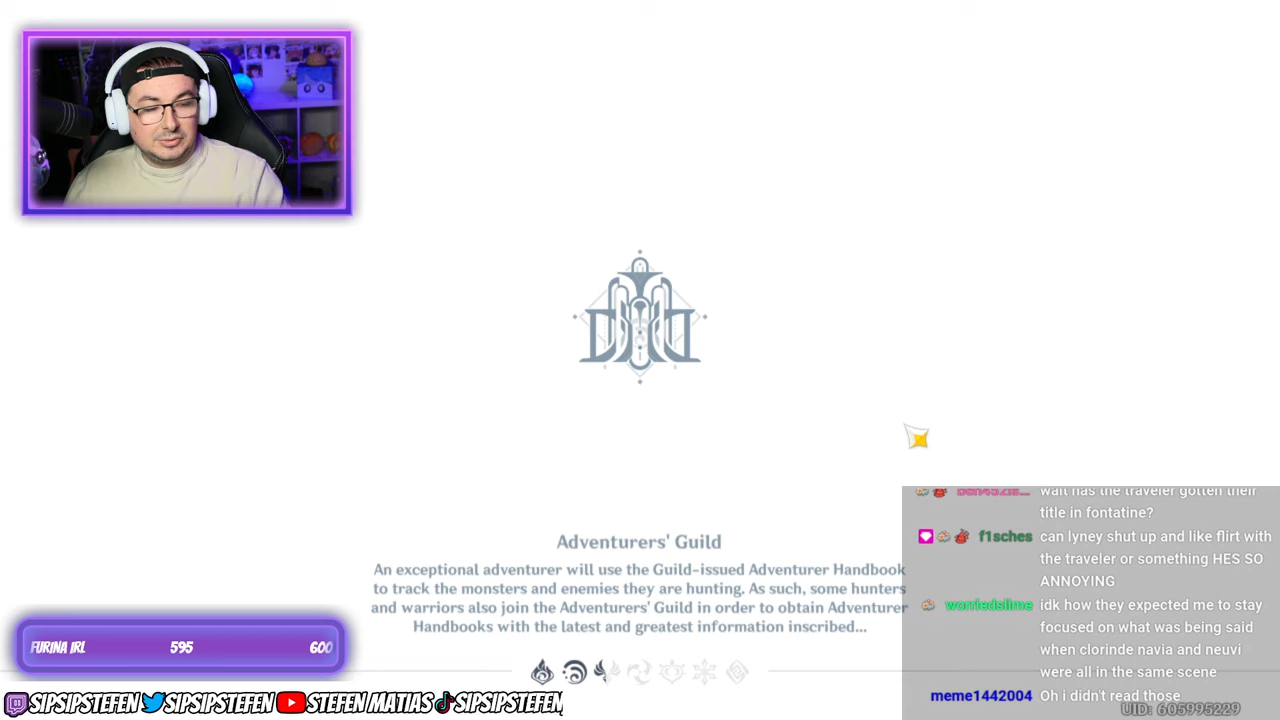 wait has the traveler gotten their
title in fontatine?
f1sches can lyney shut up and like flirt with
the traveler or something HES SO
ANNOYING
worriedslime idk how they expected me to stay
focused on what was being said
when clorinde navia and neuvi
were all in the same scene
meme1442004 Oh i didn't read those
Adventurers' Guild
An exceptional adventurer will use the Guild-issued Adventurer Handbook
to track the monsters and enemies they are hunting. As such, some hunters
and warriors also join the Adventurers' Guild in order to obtain Adventurer
Handbooks with the latest and greatest information inscribed...
FURINA IRL 595 600
SIPSIPSTEFEN SIPSIPSTEFEN STEFEN MATIAS SIPSIPSTEFEN
UID: 605995229